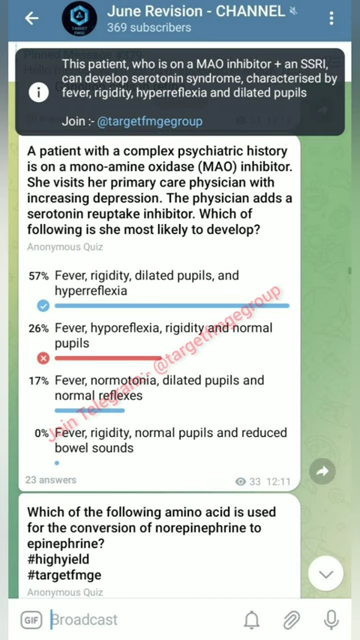 June Revision - CHANNEL
369 subscribers
This patient, who is on a MAO inhibitor + an SSRI,
can develop serotonin syndrome, characterised by
fever, rigidity, hyperreflexia and dilated pupils
Join :- @targetfmgegroup
A patient with a complex psychiatric history
is on a mono-amine oxidase (MAO) inhibitor.
She visits her primary care physician with
increasing depression. The physician adds a
serotonin reuptake inhibitor. Which of
following is she most likely to develop?
Anonymous Quiz
57% Fever, rigidity, dilated pupils, and
hyperreflexia
26% Fever, hyporeflexia, rigidity and normal
pupils
17% Fever, normotonia, dilated pupils and
normal reflexes
0% Fever, rigidity, normal pupils and reduced
bowel sounds
23 answers
33 12:11
Join Telegram:- @targetfmgegroup
Which of the following amino acid is used
for the conversion of norepinephrine to
epinephrine?
#highyield
#targetfmge
Anonymous Quiz
GIF Broadcast